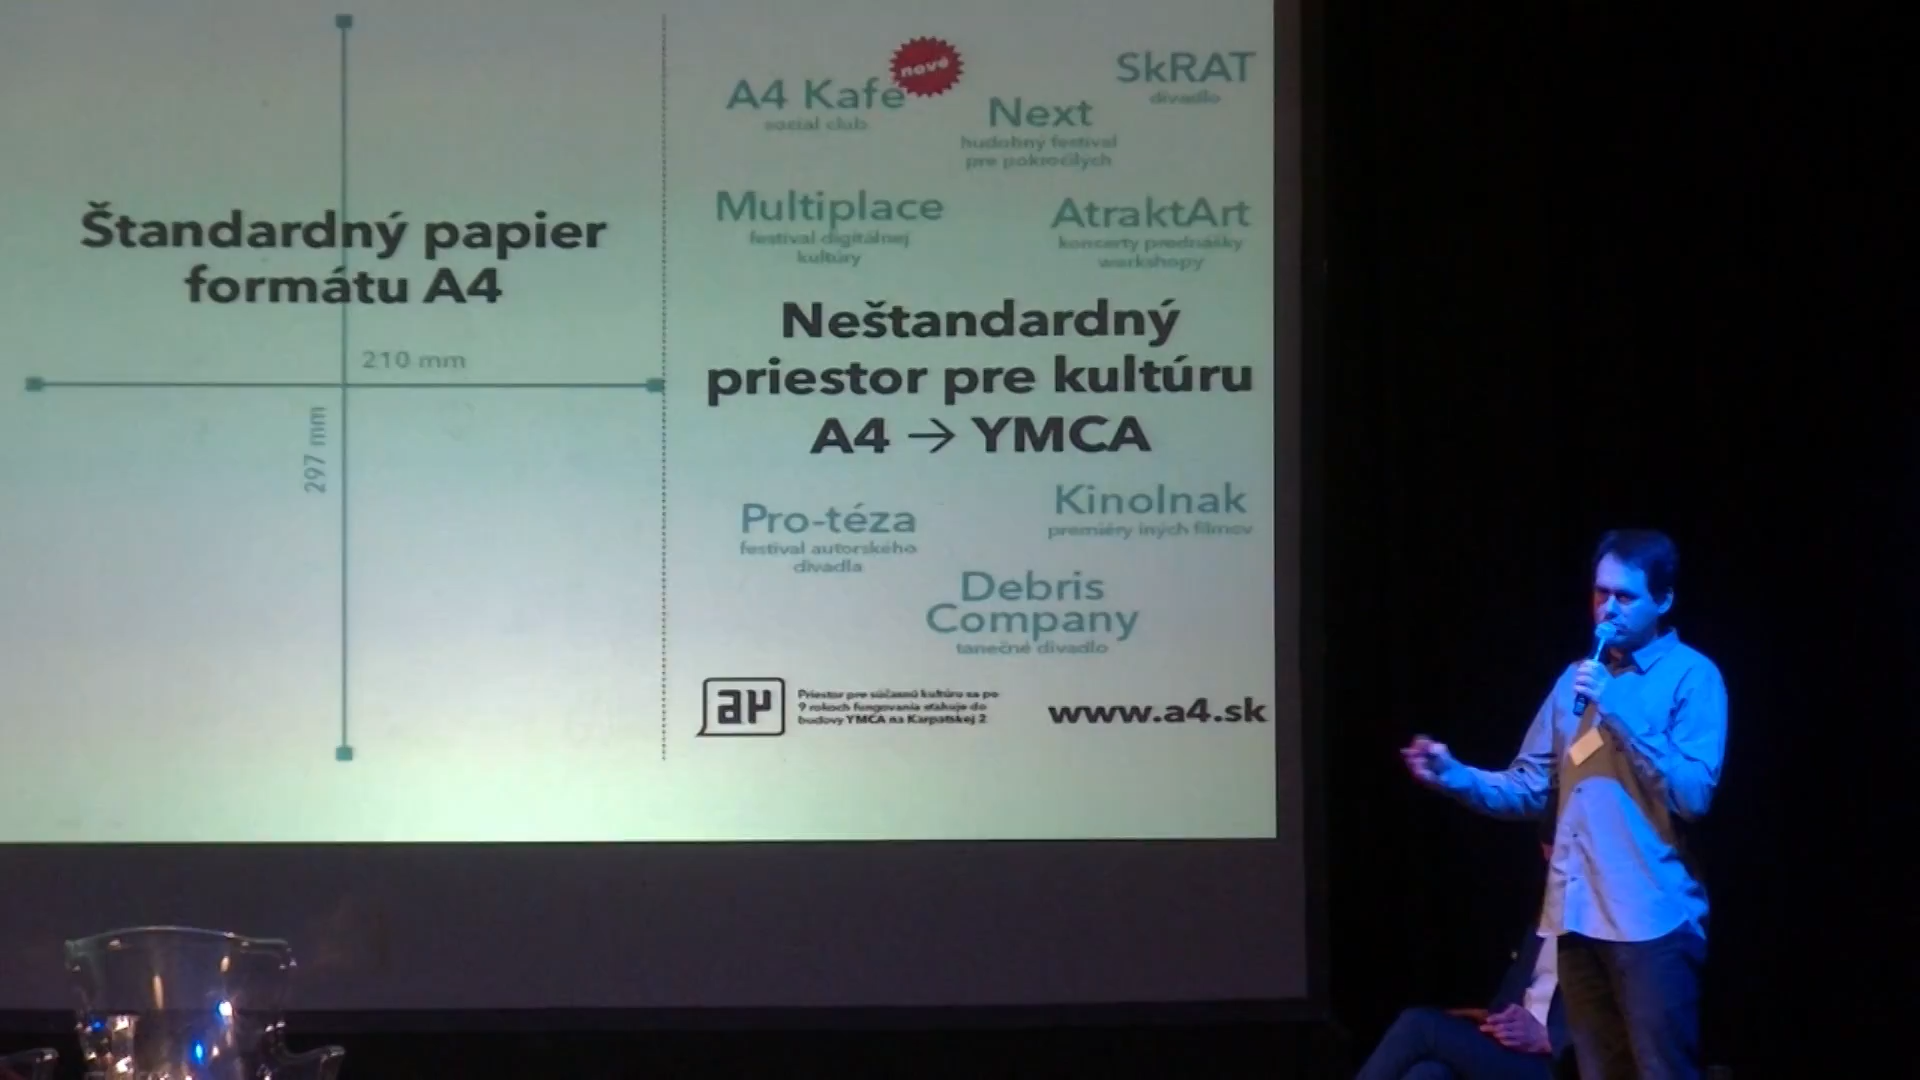 Štandardný papier
formátu A4
210 mm
297 mm
nové
A4 Kafe
social club
Next
hudobný festival
pre pokročilých
SkRAT
divadlo
Multiplace
festival digitálnej
kultúry
AtraktArt
koncerty prednášky
workshopy
Neštandardný
priestor pre kultúru
A4 → YMCA
Pro-téza
festival autorského
divadla
KinoInak
premiéry iných filmov
Debris
Company
tanečné divadlo
a4
Priestor pre súčasnú kultúru sa po
9 rokoch fungovania sťahuje do
budovy YMCA na Karpatskej 2
www.a4.sk